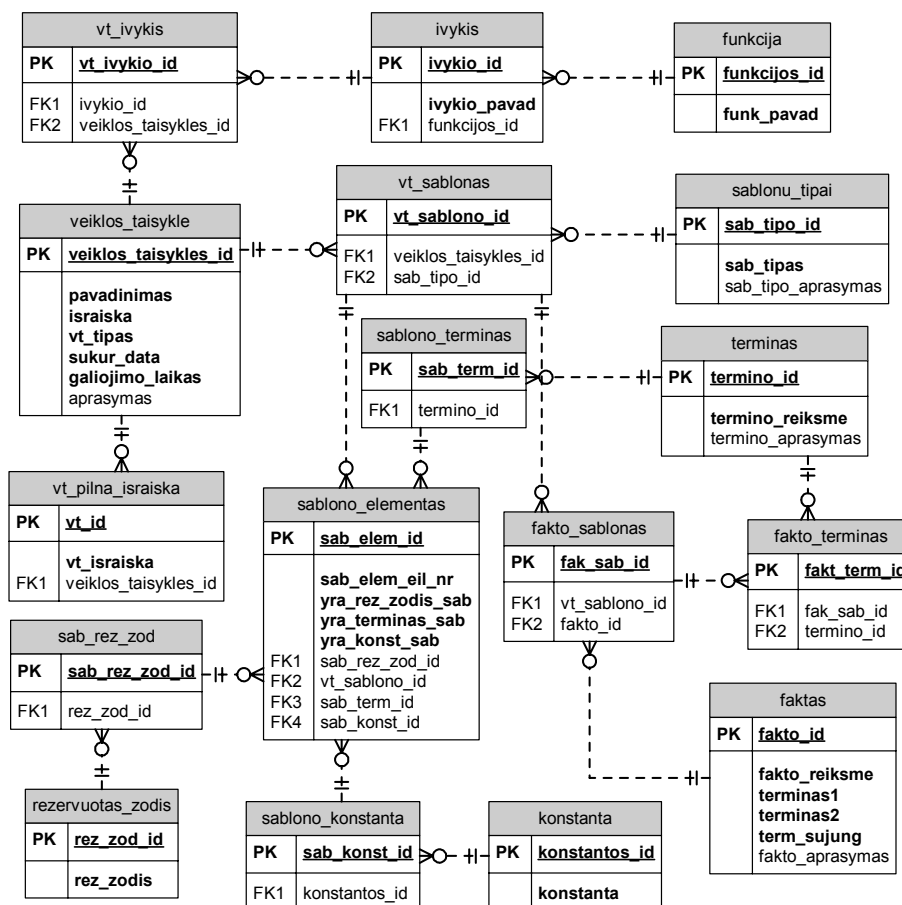 vt_ivykis
PK vt_ivykio_id
FK1 ivykio_id
FK2 veiklos_taisykles_id
ivykis
PK ivykio_id
ivykio_pavad
FK1 funkcijos_id
funkcija
PK funkcijos_id
funk_pavad
veiklos_taisykle
PK veiklos_taisykles_id
pavadinimas
israiska
vt_tipas
sukur_data
galiojimo_laikas
aprasymas
vt_sablonas
PK vt_sablono_id
FK1 veiklos_taisykles_id
FK2 sab_tipo_id
sablonu_tipai
PK sab_tipo_id
sab_tipas
sab_tipo_aprasymas
sablono_terminas
PK sab_term_id
FK1 termino_id
terminas
PK termino_id
termino_reiksme
termino_aprasymas
vt_pilna_israiska
PK vt_id
vt_israiska
FK1 veiklos_taisykles_id
sablono_elementas
PK sab_elem_id
sab_elem_eil_nr
yra_rez_zodis_sab
yra_terminas_sab
yra_konst_sab
FK1 sab_rez_zod_id
FK2 vt_sablono_id
FK3 sab_term_id
FK4 sab_konst_id
fakto_sablonas
PK fak_sab_id
FK1 vt_sablono_id
FK2 fakto_id
fakto_terminas
PK fakt_term_id
FK1 fak_sab_id
FK2 termino_id
sab_rez_zod
PK sab_rez_zod_id
FK1 rez_zod_id
faktas
PK fakto_id
fakto_reiksme
terminas1
terminas2
term_sujung
fakto_aprasymas
rezervuotas_zodis
PK rez_zod_id
rez_zodis
sablono_konstanta
PK sab_konst_id
FK1 konstantos_id
konstanta
PK konstantos_id
konstanta